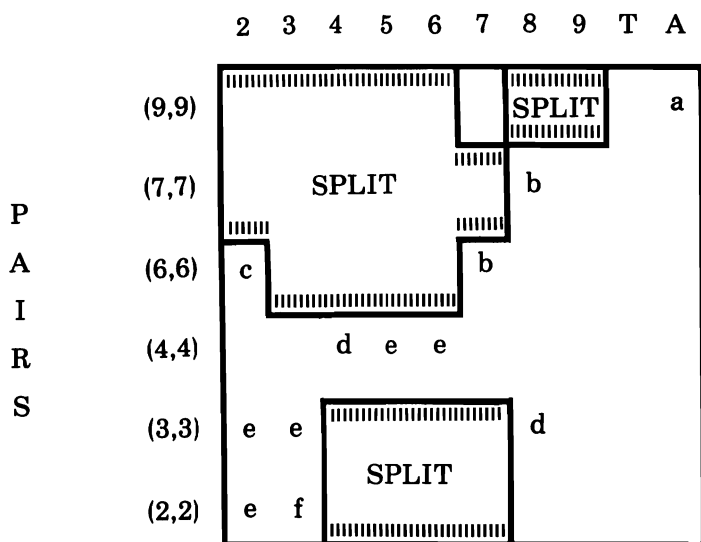 2 3 4 5 6 7 8 9 T A
(9,9) SPLIT a
(7,7) SPLIT b
P
A
I
R
S
(6,6) c b
(4,4) d e e
(3,3) e e d
SPLIT
(2,2) e f